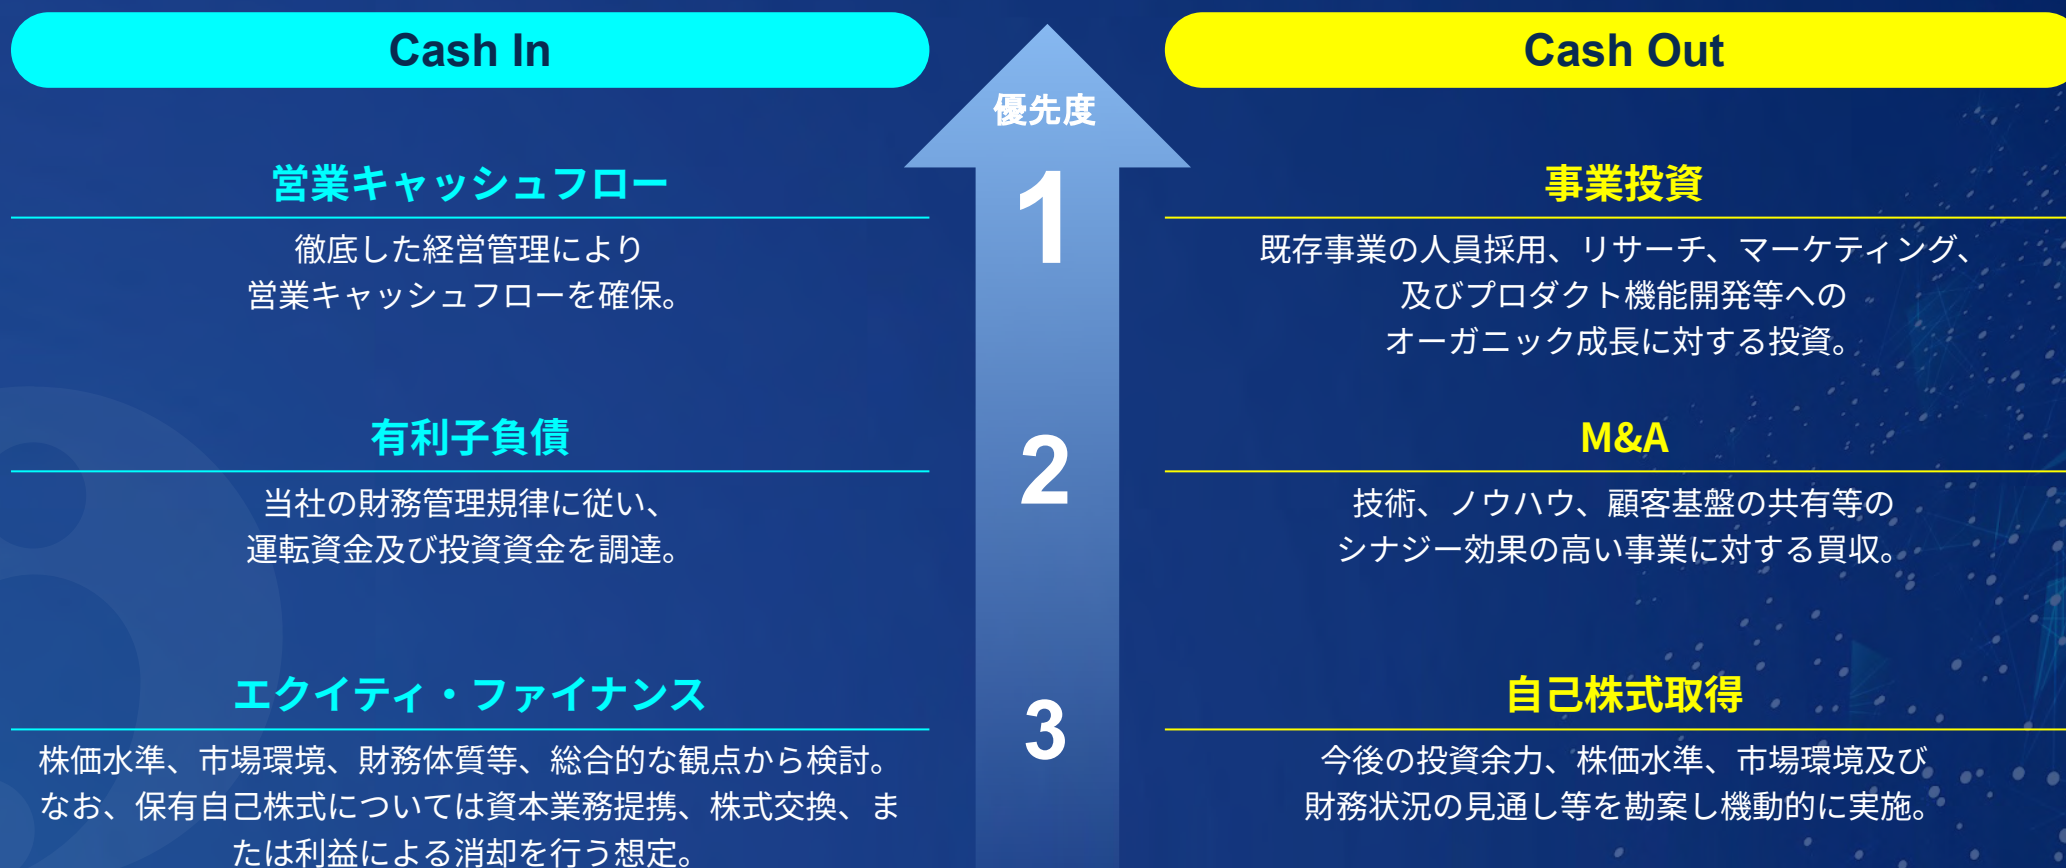 Cash In
営業キャッシュフロー
徹底した経営管理により
営業キャッシュフローを確保。
有利子負債
当社の財務管理規律に従い、
運転資金及び投資資金を調達。
エクイティ・ファイナンス
株価水準、市場環境、財務体質等、総合的な観点から検討。
なお、保有自己株式については資本業務提携、株式交換、ま
たは利益による消却を行う想定。
優先度
1
2
3
Cash Out
事業投資
既存事業の人員採用、リサーチ、マーケティング、
及びプロダクト機能開発等への
オーガニック成長に対する投資。
M&A
技術、ノウハウ、顧客基盤の共有等の
シナジー効果の高い事業に対する買収。
自己株式取得
今後の投資余力、株価水準、市場環境及び
財務状況の見通し等を勘案し機動的に実施。